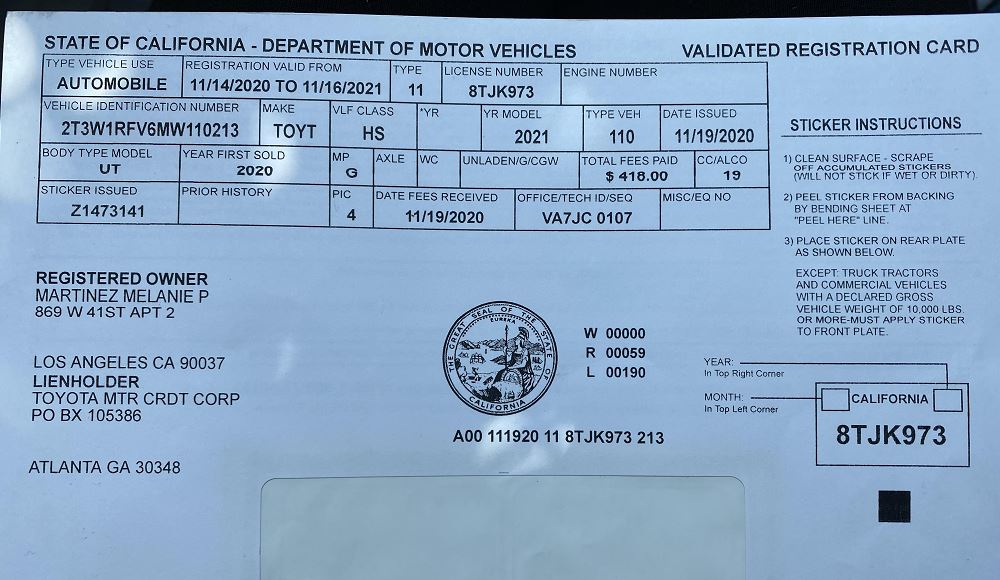 STATE OF CALIFORNIA - DEPARTMENT OF MOTOR VEHICLES
VALIDATED REGISTRATION CARD
TYPE VEHICLE USE REGISTRATION VALID FROM TYPE LICENSE NUMBER ENGINE NUMBER
AUTOMOBILE 11/14/2020 TO 11/16/2021 11 8TJK973
VEHICLE IDENTIFICATION NUMBER MAKE VLF CLASS *YR YR MODEL TYPE VEH DATE ISSUED
2T3W1RFV6MW110213 TOYT HS 2021 110 11/19/2020
BODY TYPE MODEL YEAR FIRST SOLD MP AXLE WC UNLADEN/G/CGW TOTAL FEES PAID CC/ALCO
UT 2020 G $ 418.00 19
STICKER ISSUED PRIOR HISTORY PIC DATE FEES RECEIVED OFFICE/TECH ID/SEQ MISC/EQ NO
Z1473141 4 11/19/2020 VA7JC 0107
STICKER INSTRUCTIONS
1) CLEAN SURFACE - SCRAPE
OFF ACCUMULATED STICKERS
(WILL NOT STICK IF WET OR DIRTY).
2) PEEL STICKER FROM BACKING
BY BENDING SHEET AT
"PEEL HERE" LINE.
3) PLACE STICKER ON REAR PLATE
AS SHOWN BELOW.
EXCEPT: TRUCK TRACTORS
AND COMMERCIAL VEHICLES
WITH A DECLARED GROSS
VEHICLE WEIGHT OF 10,000 LBS.
OR MORE-MUST APPLY STICKER
TO FRONT PLATE.
REGISTERED OWNER
MARTINEZ MELANIE P
869 W 41ST APT 2
LOS ANGELES CA 90037
LIENHOLDER
TOYOTA MTR CRDT CORP
PO BX 105386
ATLANTA GA 30348
THE GREAT SEAL OF THE STATE OF CALIFORNIA
EUREKA
W 00000
R 00059
L 00190
A00 111920 11 8TJK973 213
YEAR:
In Top Right Corner
MONTH:
In Top Left Corner
CALIFORNIA
8TJK973